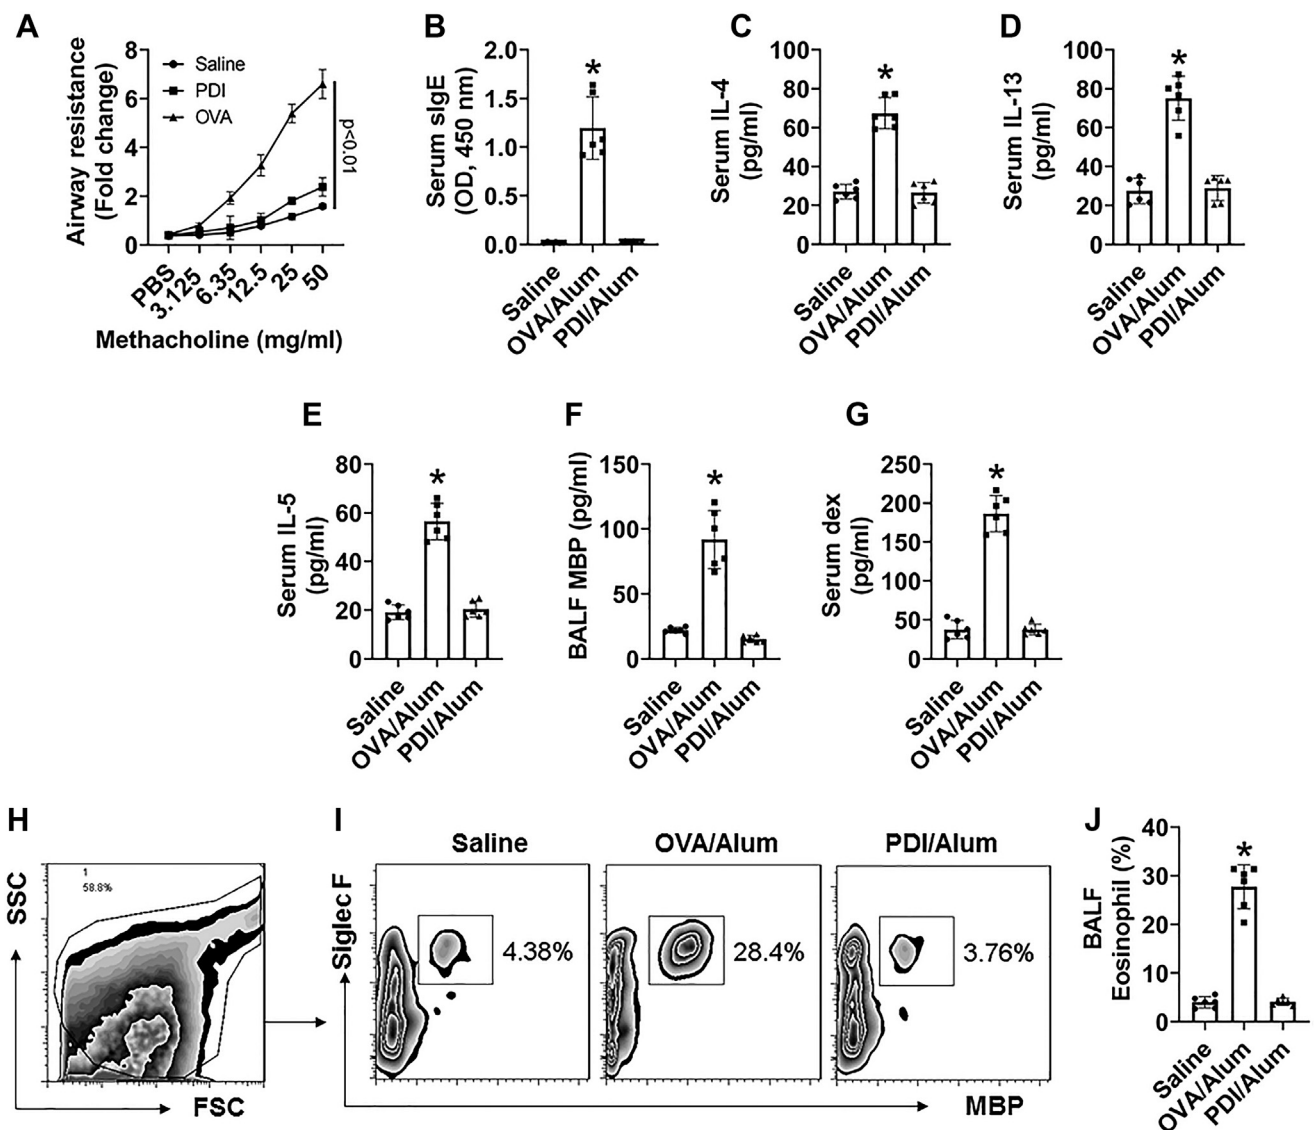 A
Airway resistance
(Fold change)
8
6
4
2
0
Saline
PDI
OVA
p<0.01
PBS
3.125
6.35
12.5
25
50
Methacholine (mg/ml)
B
Serum sIgE
(OD, 450 nm)
2.0
1.5
1.0
0.5
0.0
*
Saline
OVA/Alum
PDI/Alum
C
Serum IL-4
(pg/ml)
100
80
60
40
20
0
*
Saline
OVA/Alum
PDI/Alum
D
Serum IL-13
(pg/ml)
100
80
60
40
20
0
*
Saline
OVA/Alum
PDI/Alum
E
Serum IL-5
(pg/ml)
80
60
40
20
0
*
Saline
OVA/Alum
PDI/Alum
F
BALF MBP (pg/ml)
150
100
50
0
*
Saline
OVA/Alum
PDI/Alum
G
Serum dex
(pg/ml)
250
200
150
100
50
0
*
Saline
OVA/Alum
PDI/Alum
H
SSC
1
58.8%
FSC
I
Siglec F
Saline
4.38%
OVA/Alum
28.4%
PDI/Alum
3.76%
MBP
J
BALF
Eosinophil (%)
40
30
20
10
0
*
Saline
OVA/Alum
PDI/Alum